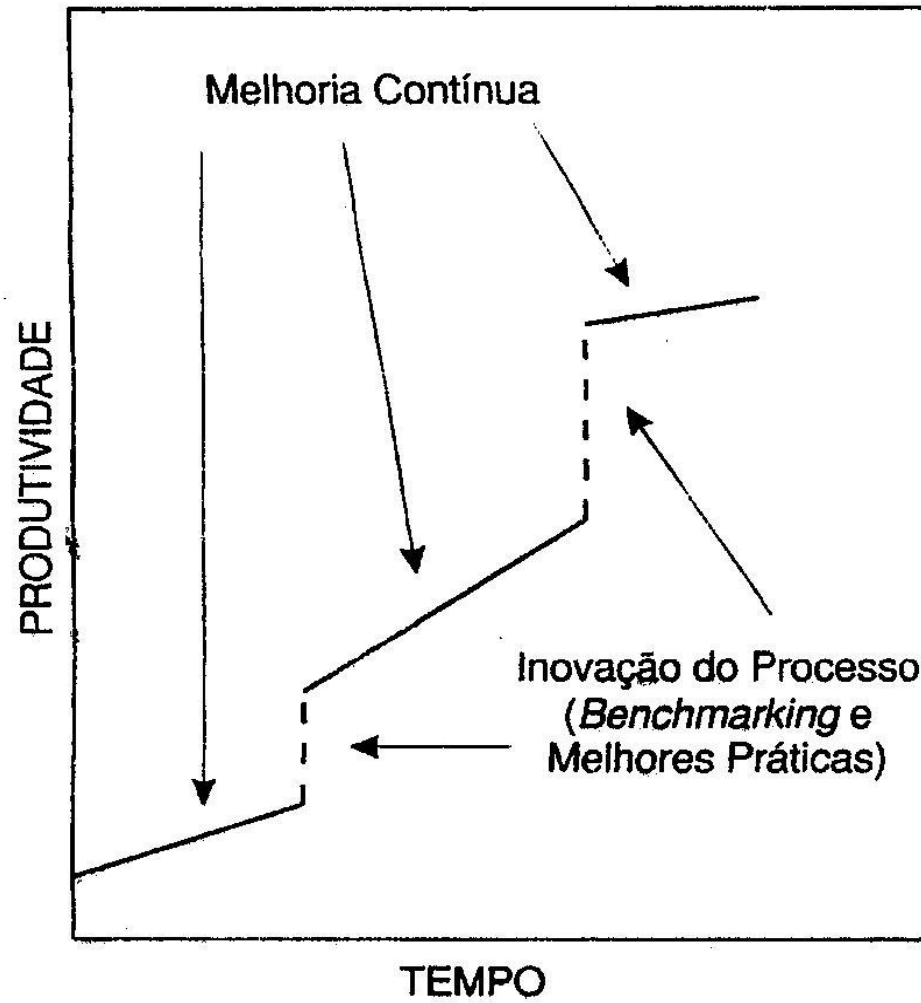 Melhoria Contínua
PRODUTIVIDADE
Inovação do Processo
(Benchmarking e
Melhores Práticas)
TEMPO